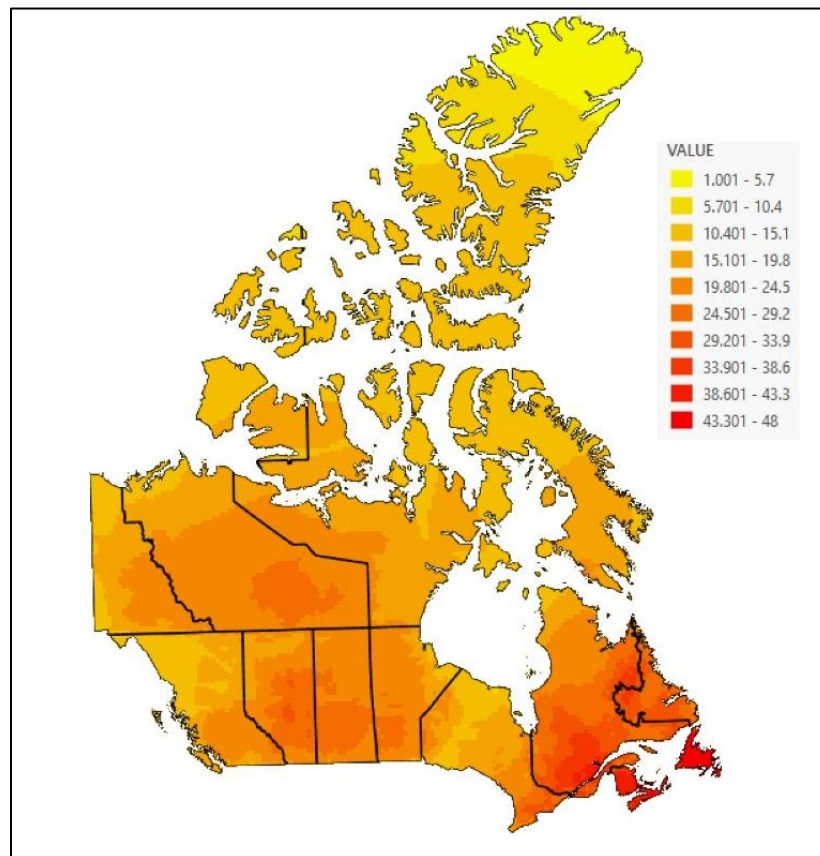 VALUE
1.001 - 5.7
5.701 - 10.4
10.401 - 15.1
15.101 - 19.8
19.801 - 24.5
24.501 - 29.2
29.201 - 33.9
33.901 - 38.6
38.601 - 43.3
43.301 - 48